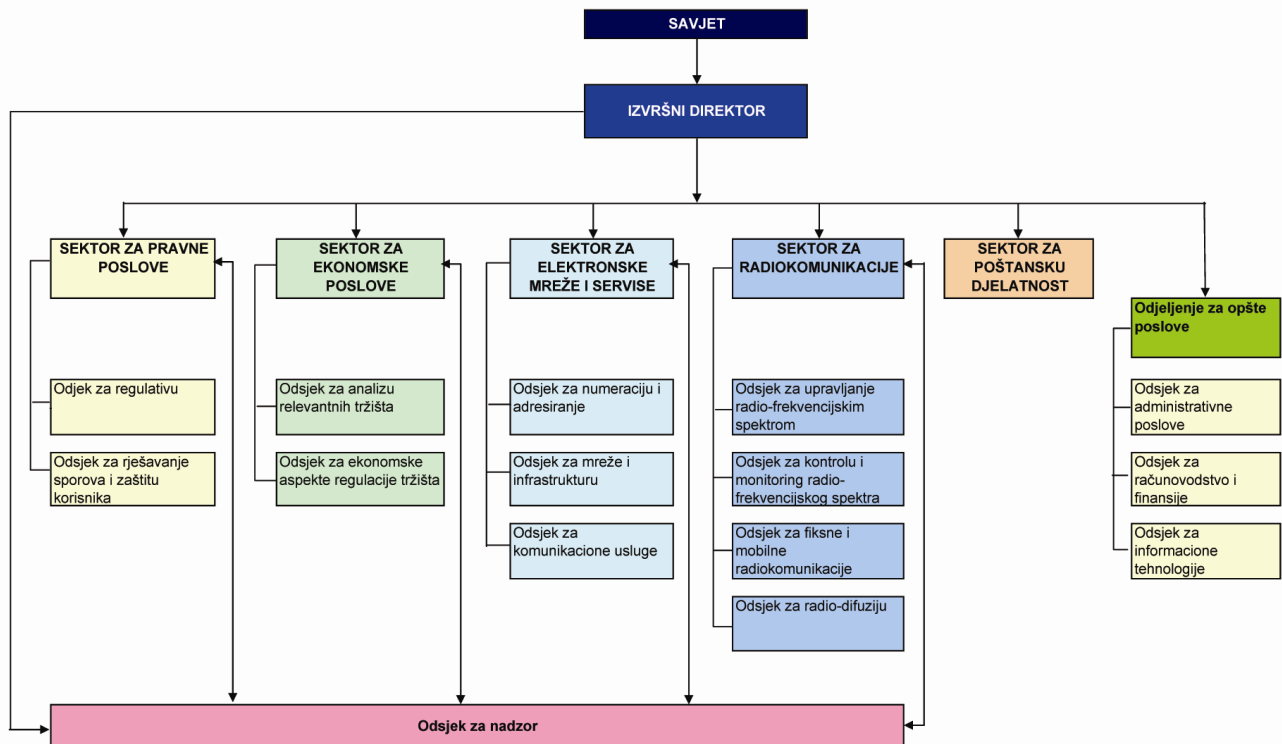 SAVJET
IZVRŠNI DIREKTOR
SEKTOR ZA PRAVNE
POSLOVE
Odjek za regulativu
Odsjek za rješavanje
sporova i zaštitu
korisnika
SEKTOR ZA
EKONOMSKE
POSLOVE
Odsjek za analizu
relevantnih tržišta
Odsjek za ekonomske
aspekte regulacije tržišta
SEKTOR ZA
ELEKTRONSKE
MREŽE I SERVISE
Odsjek za numeraciju i
adresiranje
Odsjek za mreže i
infrastrukturu
Odsjek za
komunikacione usluge
SEKTOR ZA
RADIOKOMUNIKACIJE
Odsjek za upravljanje
radio-frekvencijskim
spektrom
Odsjek za kontrolu i
monitoring radio-
frekvencijskog spektra
Odsjek za fiksne i
mobilne
radiokomunikacije
Odsjek za radio-difuziju
SEKTOR ZA
POŠTANSKU
DJELATNOST
Odjeljenje za opšte
poslove
Odsjek za
administrativne
poslove
Odsjek za
računovodstvo i
finansije
Odsjek za
informacione
tehnologije
Odsjek za nadzor